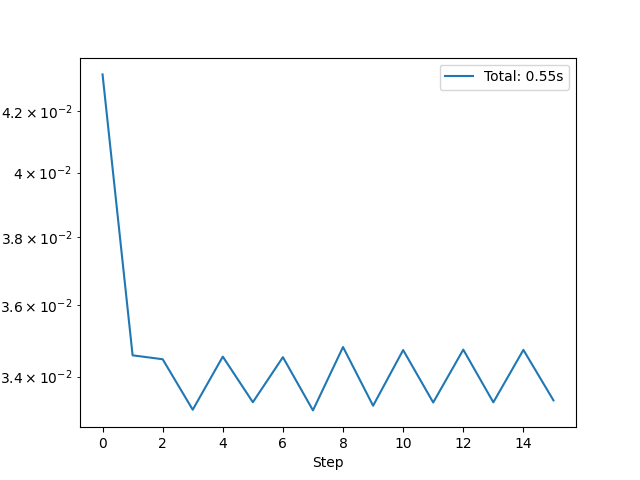 Total: 0.55s
4.2 × 10⁻²
4 × 10⁻²
3.8 × 10⁻²
3.6 × 10⁻²
3.4 × 10⁻²
0 2 4 6 8 10 12 14
Step